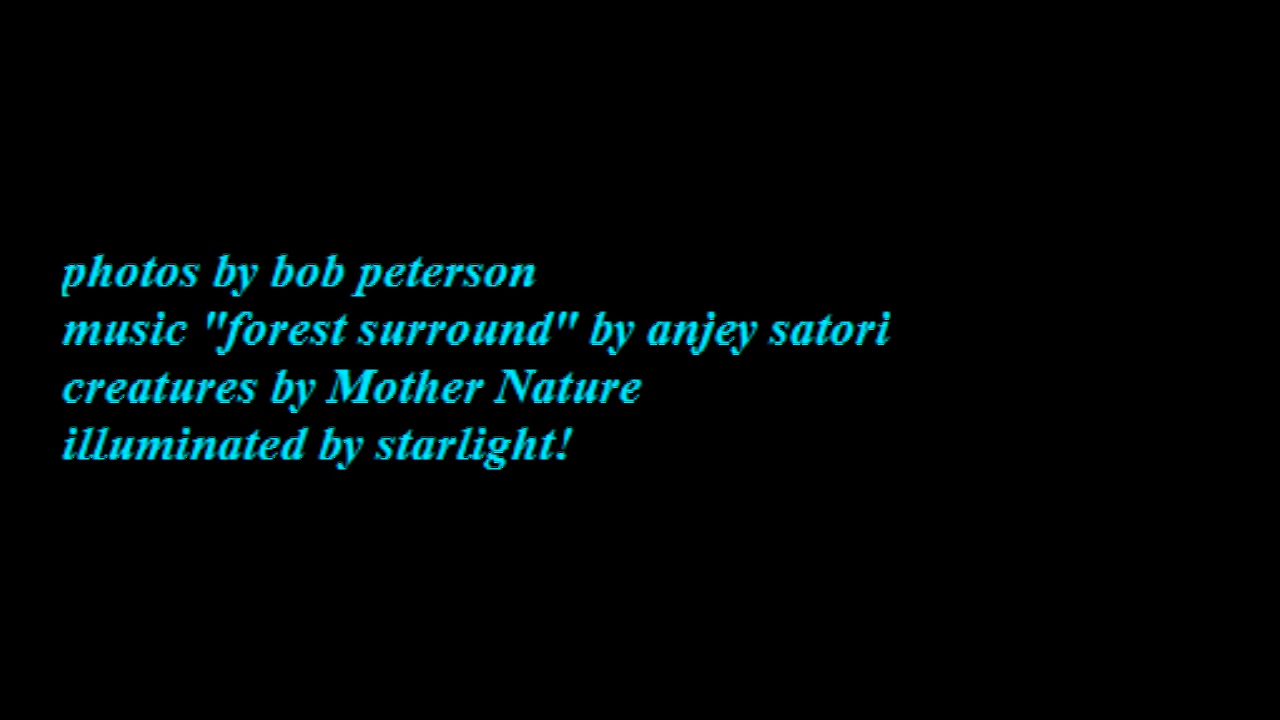 photos by bob peterson
music "forest surround" by anjey satori
creatures by Mother Nature
illuminated by starlight!